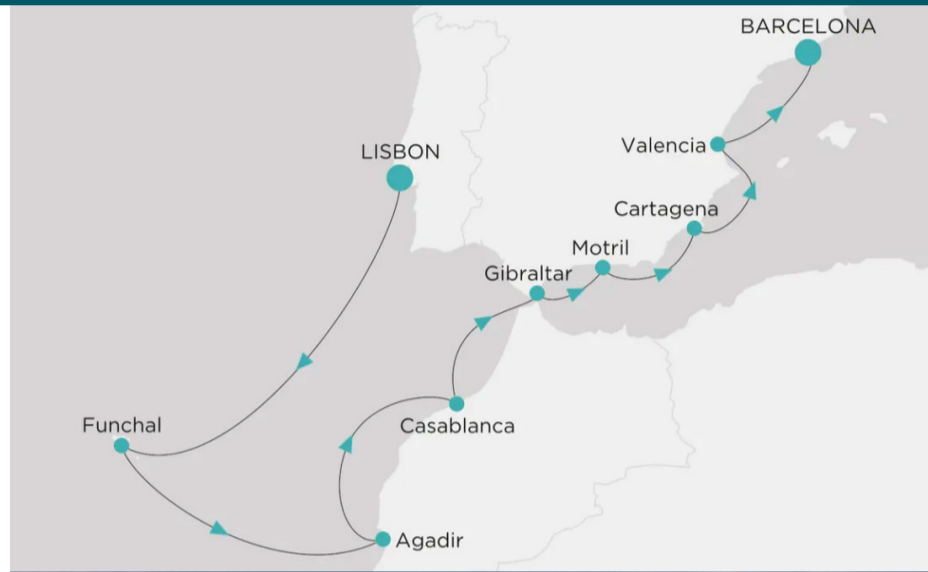 BARCELONA
Valencia
LISBON
Cartagena
Motril
Gibraltar
Funchal
Casablanca
Agadir